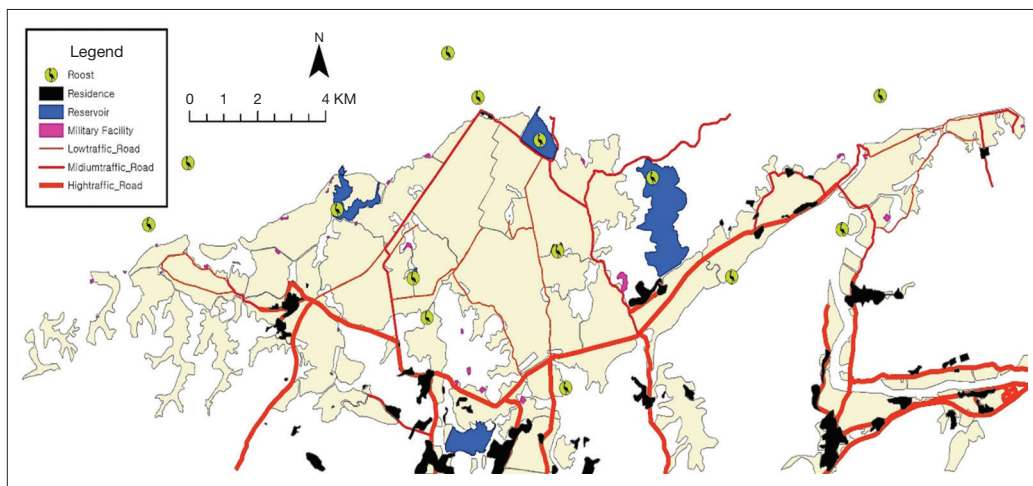 Legend
Roost
Residence
Reservoir
Military Facility
Lowtraffic_Road
Midiumtraffic_Road
Hightraffic_Road
N
0 1 2 4 KM